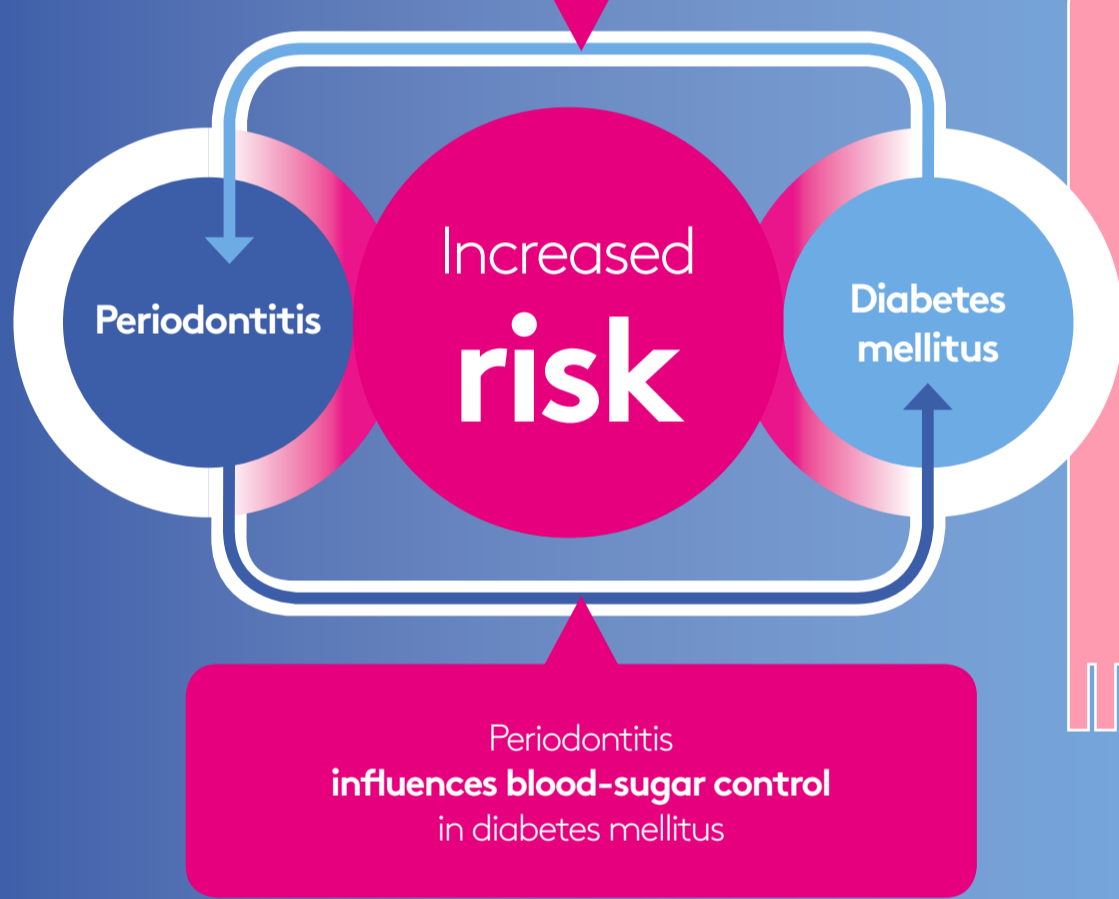 Increased
risk
Periodontitis
Diabetes
mellitus
Periodontitis
influences blood-sugar control
in diabetes mellitus